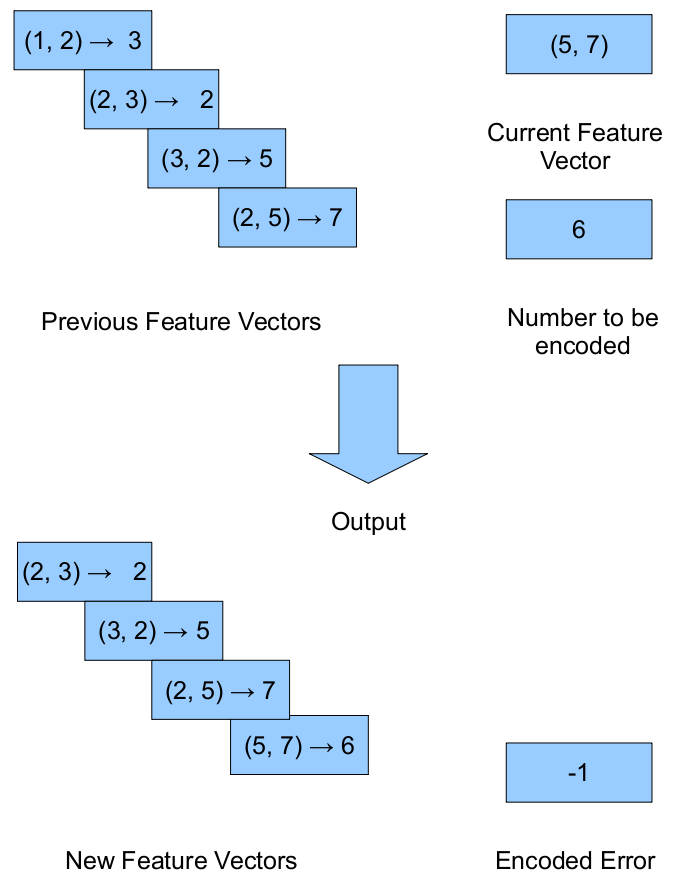 (1, 2) → 3
(2, 3) → 2
(3, 2) → 5
(2, 5) → 7
Previous Feature Vectors
(5, 7)
Current Feature
Vector
6
Number to be
encoded
Output
(2, 3) → 2
(3, 2) → 5
(2, 5) → 7
(5, 7) → 6
New Feature Vectors
-1
Encoded Error